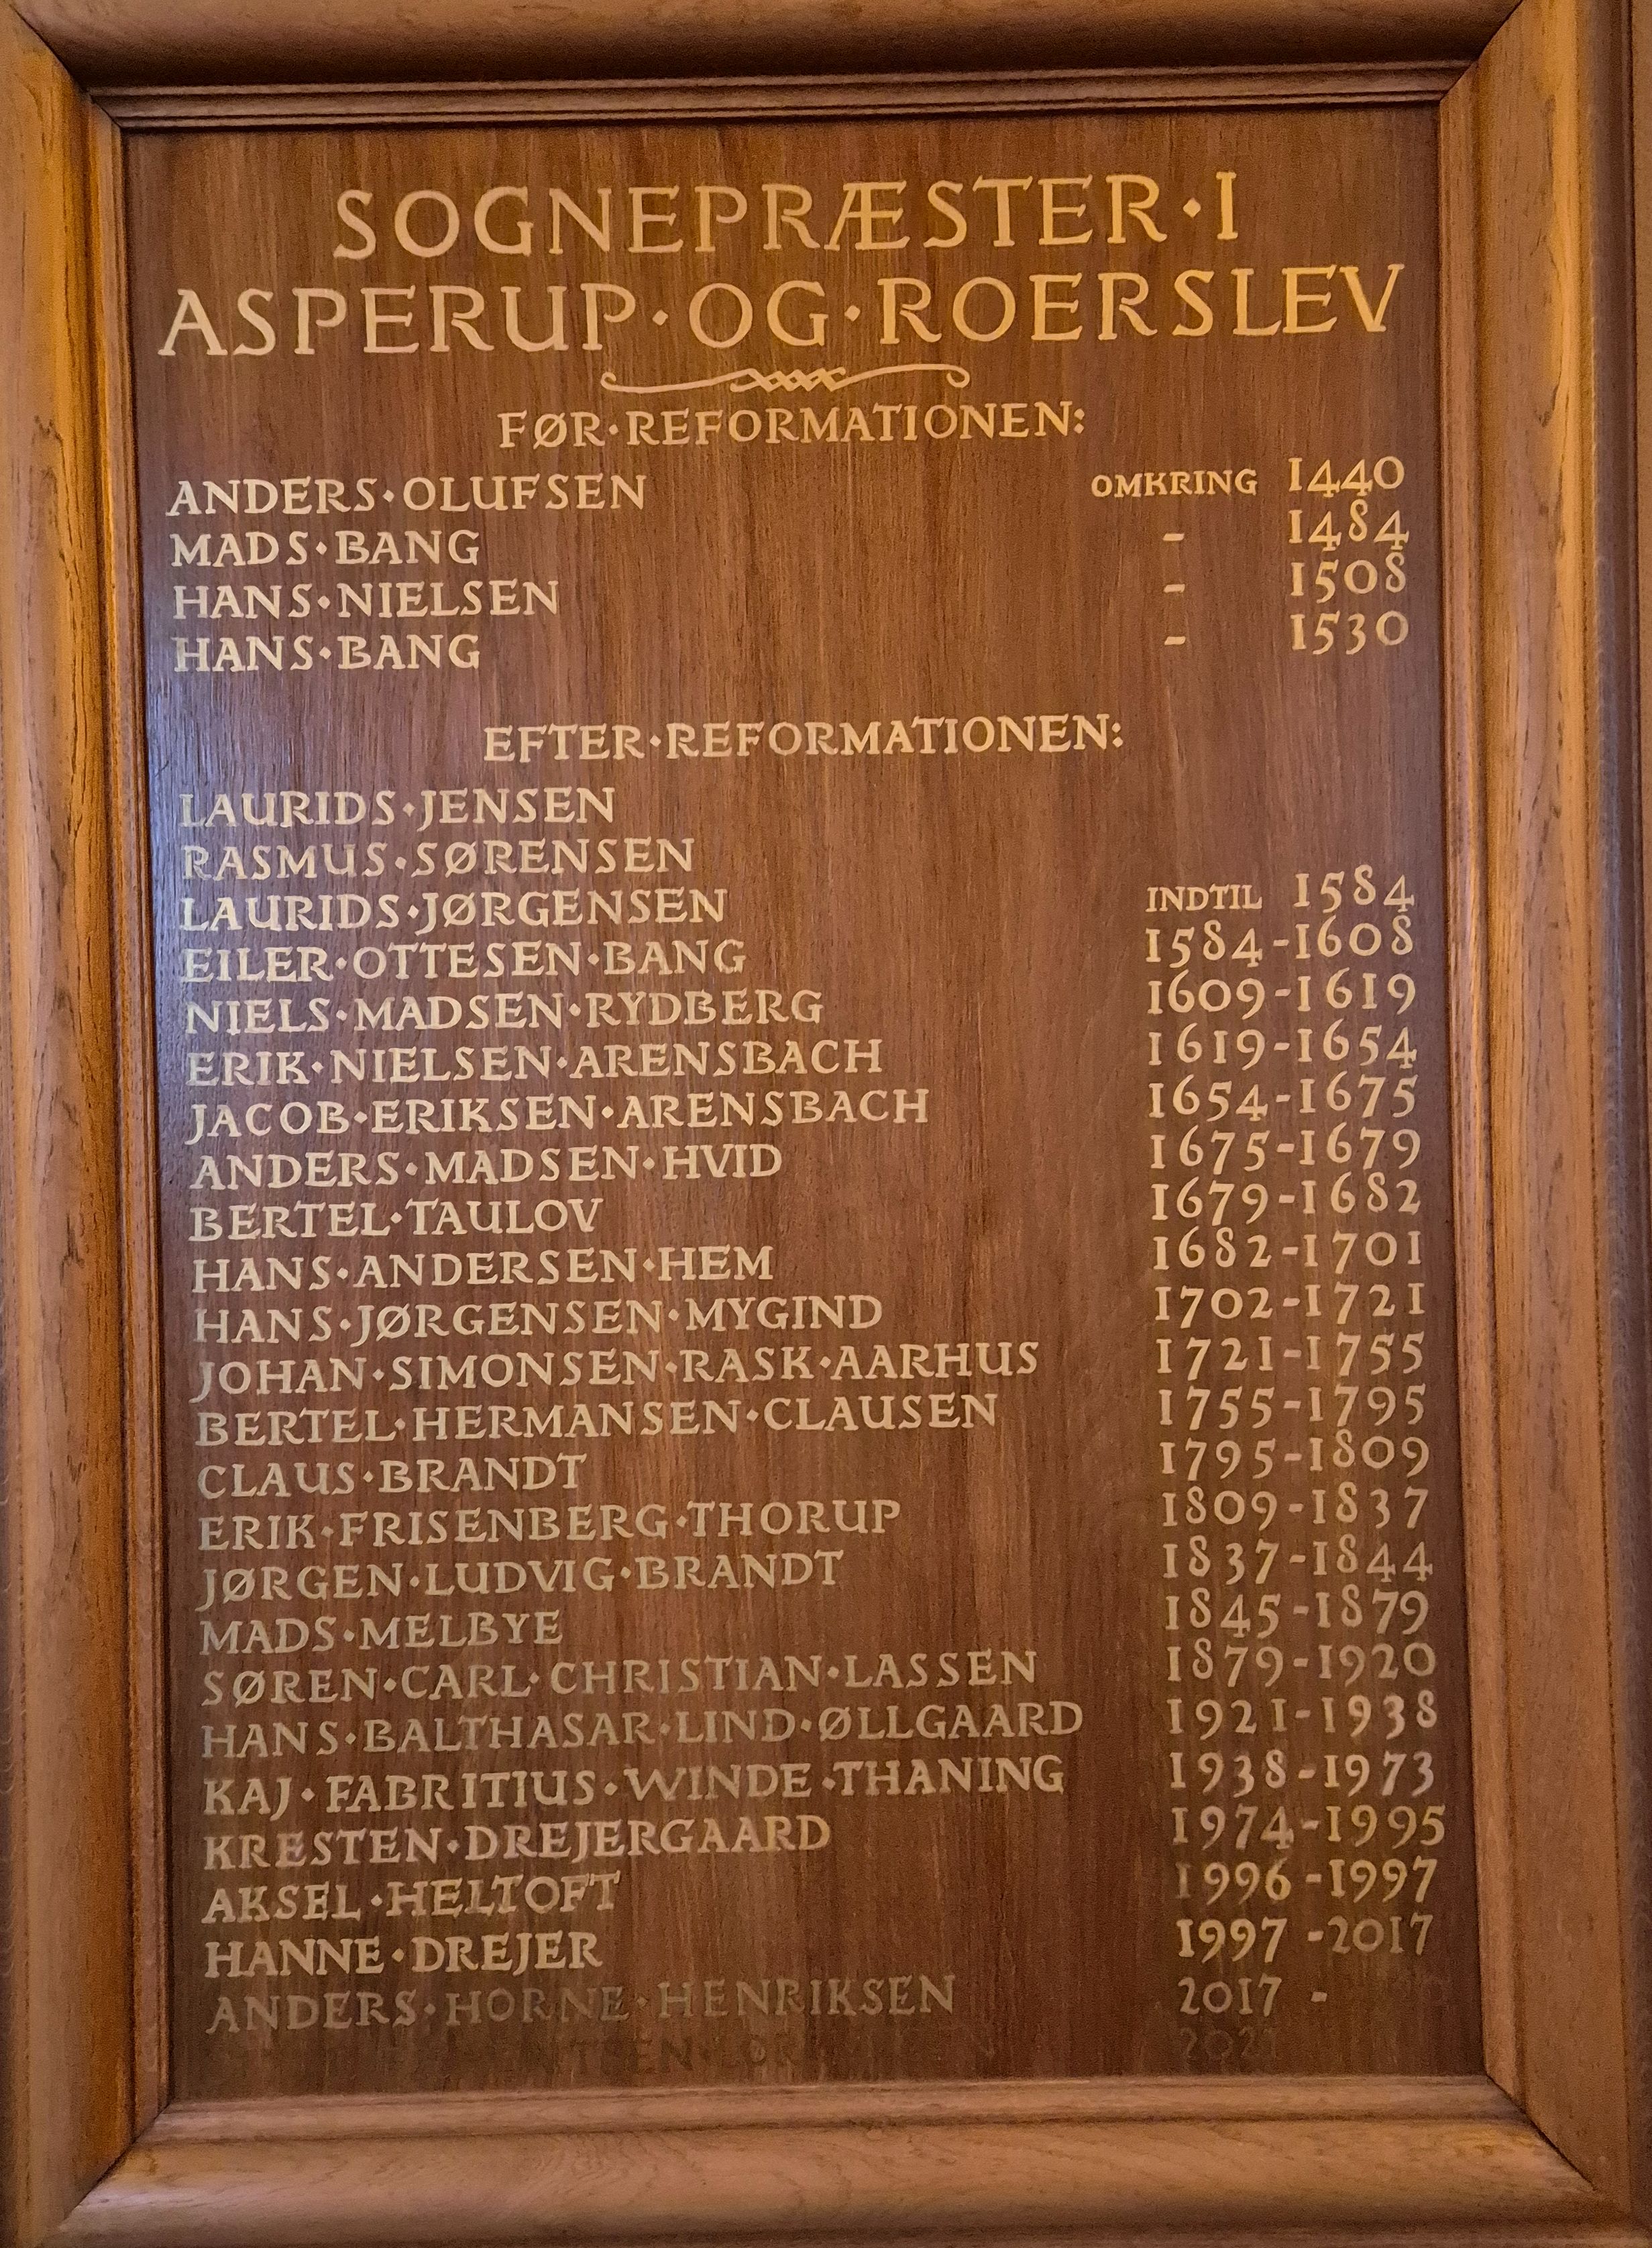 SOGNEPRÆSTER·I
ASPERUP·OG·ROERSLEV
FØR·REFORMATIONEN:
ANDERS·OLUFSEN OMKRING 1440
MADS·BANG - 1484
HANS·NIELSEN - 1508
HANS·BANG - 1530
EFTER·REFORMATIONEN:
LAURIDS·JENSEN
RASMUS·SØRENSEN
LAURIDS·JØRGENSEN INDTIL 1584
EILER·OTTESEN·BANG 1584-1608
NIELS·MADSEN·RYDBERG 1609-1619
ERIK·NIELSEN·ARENSBACH 1619-1654
JACOB·ERIKSEN·ARENSBACH 1654-1675
ANDERS·MADSEN·HVID 1675-1679
BERTEL·TAULOV 1679-1682
HANS·ANDERSEN·HEM 1682-1701
HANS·JØRGENSEN·MYGIND 1702-1721
JOHAN·SIMONSEN·RASK·AARHUS 1721-1755
BERTEL·HERMANSEN·CLAUSEN 1755-1795
CLAUS·BRANDT 1795-1809
ERIK·FRISENBERG·THORUP 1809-1837
JØRGEN·LUDVIG·BRANDT 1837-1844
MADS·MELBYE 1845-1879
SØREN·CARL·CHRISTIAN·LASSEN 1879-1920
HANS·BALTHASAR·LIND·ØLLGAARD 1921-1938
KAJ·FABRITIUS·WINDE·THANING 1938-1973
KRESTEN·DREJERGAARD 1974-1995
AKSEL·HELTOFT 1996-1997
HANNE·DREJER 1997-2017
ANDERS·HORNE·HENRIKSEN 2017 -